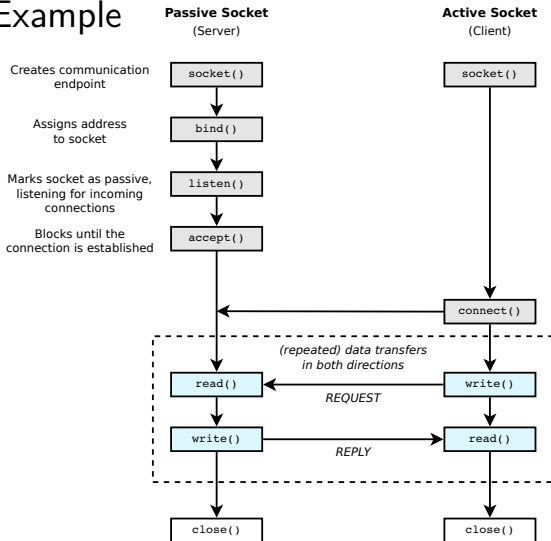 Example
Passive Socket
(Server)
Active Socket
(Client)
Creates communication
endpoint
socket()
socket()
Assigns address
to socket
bind()
Marks socket as passive,
listening for incoming
connections
listen()
Blocks until the
connection is established
accept()
connect()
(repeated) data transfers
in both directions
read()
write()
REQUEST
write()
read()
REPLY
close()
close()